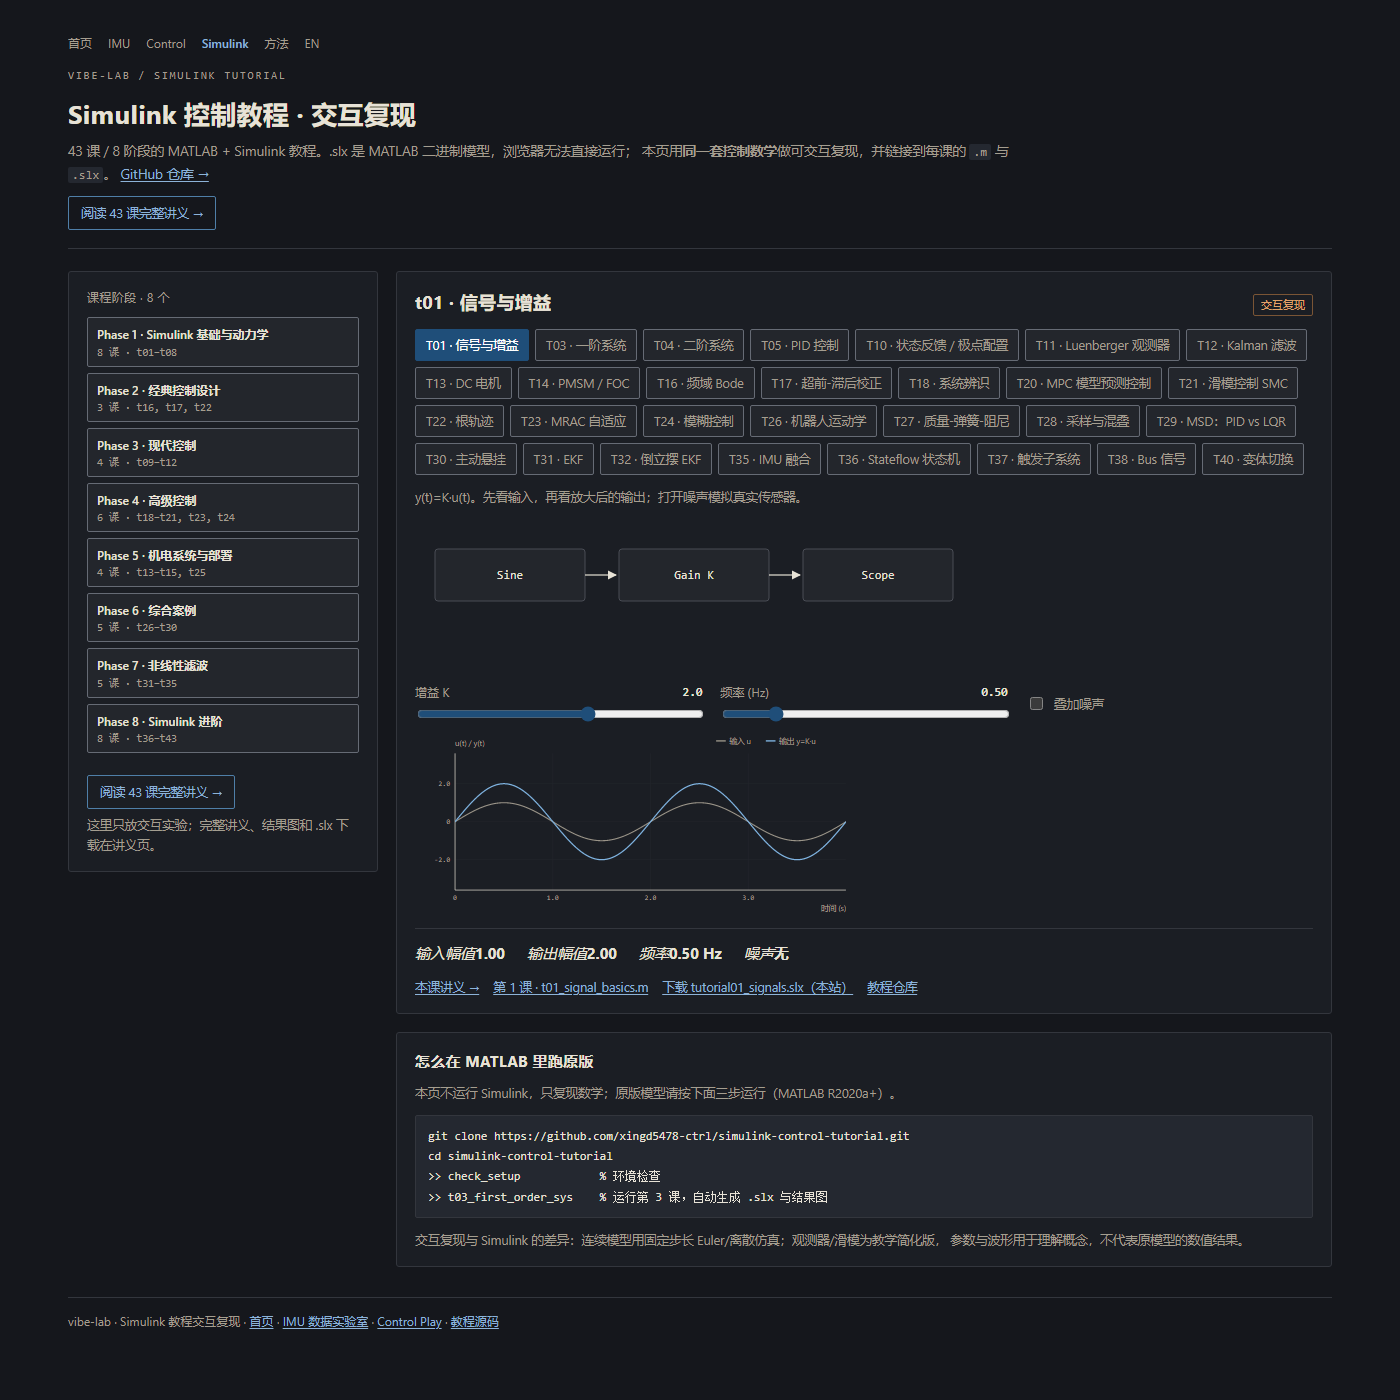 首页 IMU Control Simulink 方法 EN
VIBE-LAB / SIMULINK TUTORIAL
Simulink 控制教程 · 交互复现
43 课 / 8 阶段的 MATLAB + Simulink 教程。.slx 是 MATLAB 二进制模型，浏览器无法直接运行； 本页用同一套控制数学做可交互复现，并链接到每课的 .m 与
.slx。 GitHub 仓库 →
阅读 43 课完整讲义 →
课程阶段 · 8 个
Phase 1 · Simulink 基础与动力学
8 课 · t01-t08
Phase 2 · 经典控制设计
3 课 · t16, t17, t22
Phase 3 · 现代控制
4 课 · t09-t12
Phase 4 · 高级控制
6 课 · t18-t21, t23, t24
Phase 5 · 机电系统与部署
4 课 · t13-t15, t25
Phase 6 · 综合案例
5 课 · t26-t30
Phase 7 · 非线性滤波
5 课 · t31-t35
Phase 8 · Simulink 进阶
8 课 · t36-t43
阅读 43 课完整讲义 →
这里只放交互实验；完整讲义、结果图和 .slx 下
载在讲义页。
t01 · 信号与增益
交互复现
T01 · 信号与增益 T03 · 一阶系统 T04 · 二阶系统 T05 · PID 控制 T10 · 状态反馈 / 极点配置 T11 · Luenberger 观测器 T12 · Kalman 滤波
T13 · DC 电机 T14 · PMSM / FOC T16 · 频域 Bode T17 · 超前-滞后校正 T18 · 系统辨识 T20 · MPC 模型预测控制 T21 · 滑模控制 SMC
T22 · 根轨迹 T23 · MRAC 自适应 T24 · 模糊控制 T26 · 机器人运动学 T27 · 质量-弹簧-阻尼 T28 · 采样与混叠 T29 · MSD：PID vs LQR
T30 · 主动悬挂 T31 · EKF T32 · 倒立摆 EKF T35 · IMU 融合 T36 · Stateflow 状态机 T37 · 触发子系统 T38 · Bus 信号 T40 · 变体切换
y(t)=K·u(t)。先看输入，再看放大后的输出；打开噪声模拟真实传感器。
Sine Gain K Scope
增益 K 2.0 频率 (Hz) 0.50 叠加噪声
u(t) / y(t) 输入 u 输出 y=K·u
2.0
0
-2.0
0 1.0 2.0 3.0
时间 (s)
输入幅值1.00 输出幅值2.00 频率0.50 Hz 噪声无
本课讲义 → 第 1 课 · t01_signal_basics.m 下载 tutorial01_signals.slx（本站） 教程仓库
怎么在 MATLAB 里跑原版
本页不运行 Simulink，只复现数学；原版模型请按下面三步运行（MATLAB R2020a+）。
git clone https://github.com/xingd5478-ctrl/simulink-control-tutorial.git
cd simulink-control-tutorial
>> check_setup % 环境检查
>> t03_first_order_sys % 运行第 3 课，自动生成 .slx 与结果图
交互复现与 Simulink 的差异：连续模型用固定步长 Euler/离散仿真；观测器/滑模为教学简化版， 参数与波形用于理解概念，不代表原模型的数值结果。
vibe-lab · Simulink 教程交互复现 · 首页 · IMU 数据实验室 · Control Play · 教程源码